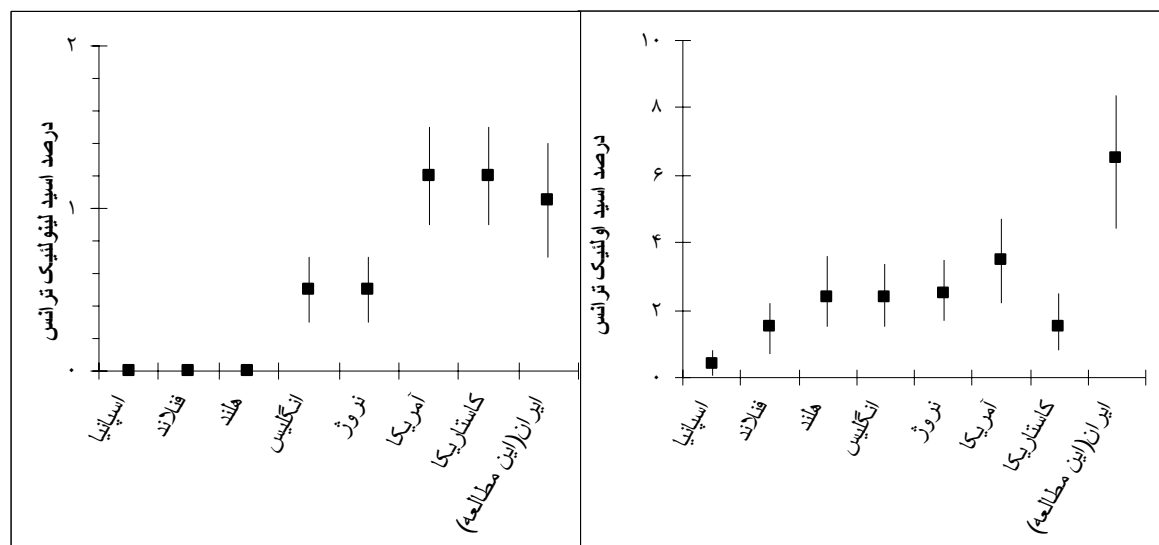 درصد اسید لینولئیک ترانس
۲
۱
۰
اسپانیا
فنلاند
هلند
انگلیس
نروژ
آمریکا
کاستاریکا
ایران(این مطالعه)
درصد اسید اولئیک ترانس
۱۰
۸
۶
۴
۲
۰
اسپانیا
فنلاند
هلند
انگلیس
نروژ
آمریکا
کاستاریکا
ایران(این مطالعه)